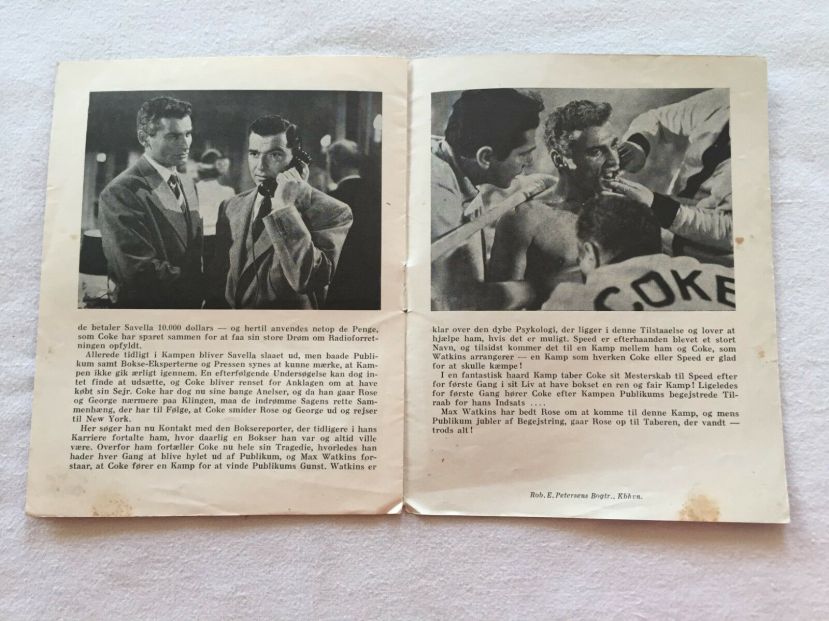 de betaler Savella 10.000 dollars — og hertil anvendes netop de Penge,
som Coke har sparet sammen for at faa sin store Drøm om Radioforret-
ningen opfyldt.
Allerede tidligt i Kampen bliver Savella slaaet ud, men baade Publi-
kum samt Bokse-Eksperterne og Pressen synes at kunne mærke, at Kam-
pen ikke gik ærligt igennem. En efterfølgende Undersøgelse kan dog in-
tet finde at udsætte, og Coke bliver renset for Anklagen om at have
købt sin Sejr. Coke har dog nu sine bange Anelser, og da han gaar Rose
og George nærmere paa Klingen, maa de indrømme Sagens rette Sam-
menhæng, der har til Følge, at Coke smider Rose og George ud og rejser
til New York.
Her søger han nu Kontakt med den Boksereporter, der tidligere i hans
Karriere fortalte ham, hvor daarlig en Bokser han var og altid ville
være. Overfor ham fortæller Coke nu hele sin Tragedie, hvorledes han
hader hver Gang at blive hylet ud af Publikum, og Max Watkins for-
staar, at Coke fører en Kamp for at vinde Publikums Gunst. Watkins er
COKE
klar over den dybe Psykologi, der ligger i denne Tilstaaelse og lover at
hjælpe ham, hvis det er muligt. Speed er efterhaanden blevet et stort
Navn, og tilsidst kommer det til en Kamp mellem ham og Coke, som
Watkins arrangerer — en Kamp som hverken Coke eller Speed er glad
for at skulle kæmpe!
I en fantastisk haard Kamp taber Coke sit Mesterskab til Speed efter
for første Gang i sit Liv at have bokset en ren og fair Kamp! Ligeledes
for første Gang hører Coke efter Kampen Publikums begejstrede Til-
raab for hans Indsats ....
Max Watkins har bedt Rose om at komme til denne Kamp, og mens
Publikum jubler af Begejstring, gaar Rose op til Taberen, der vandt —
trods alt!
Rob. E. Petersens Bogtr., Kbhvn.